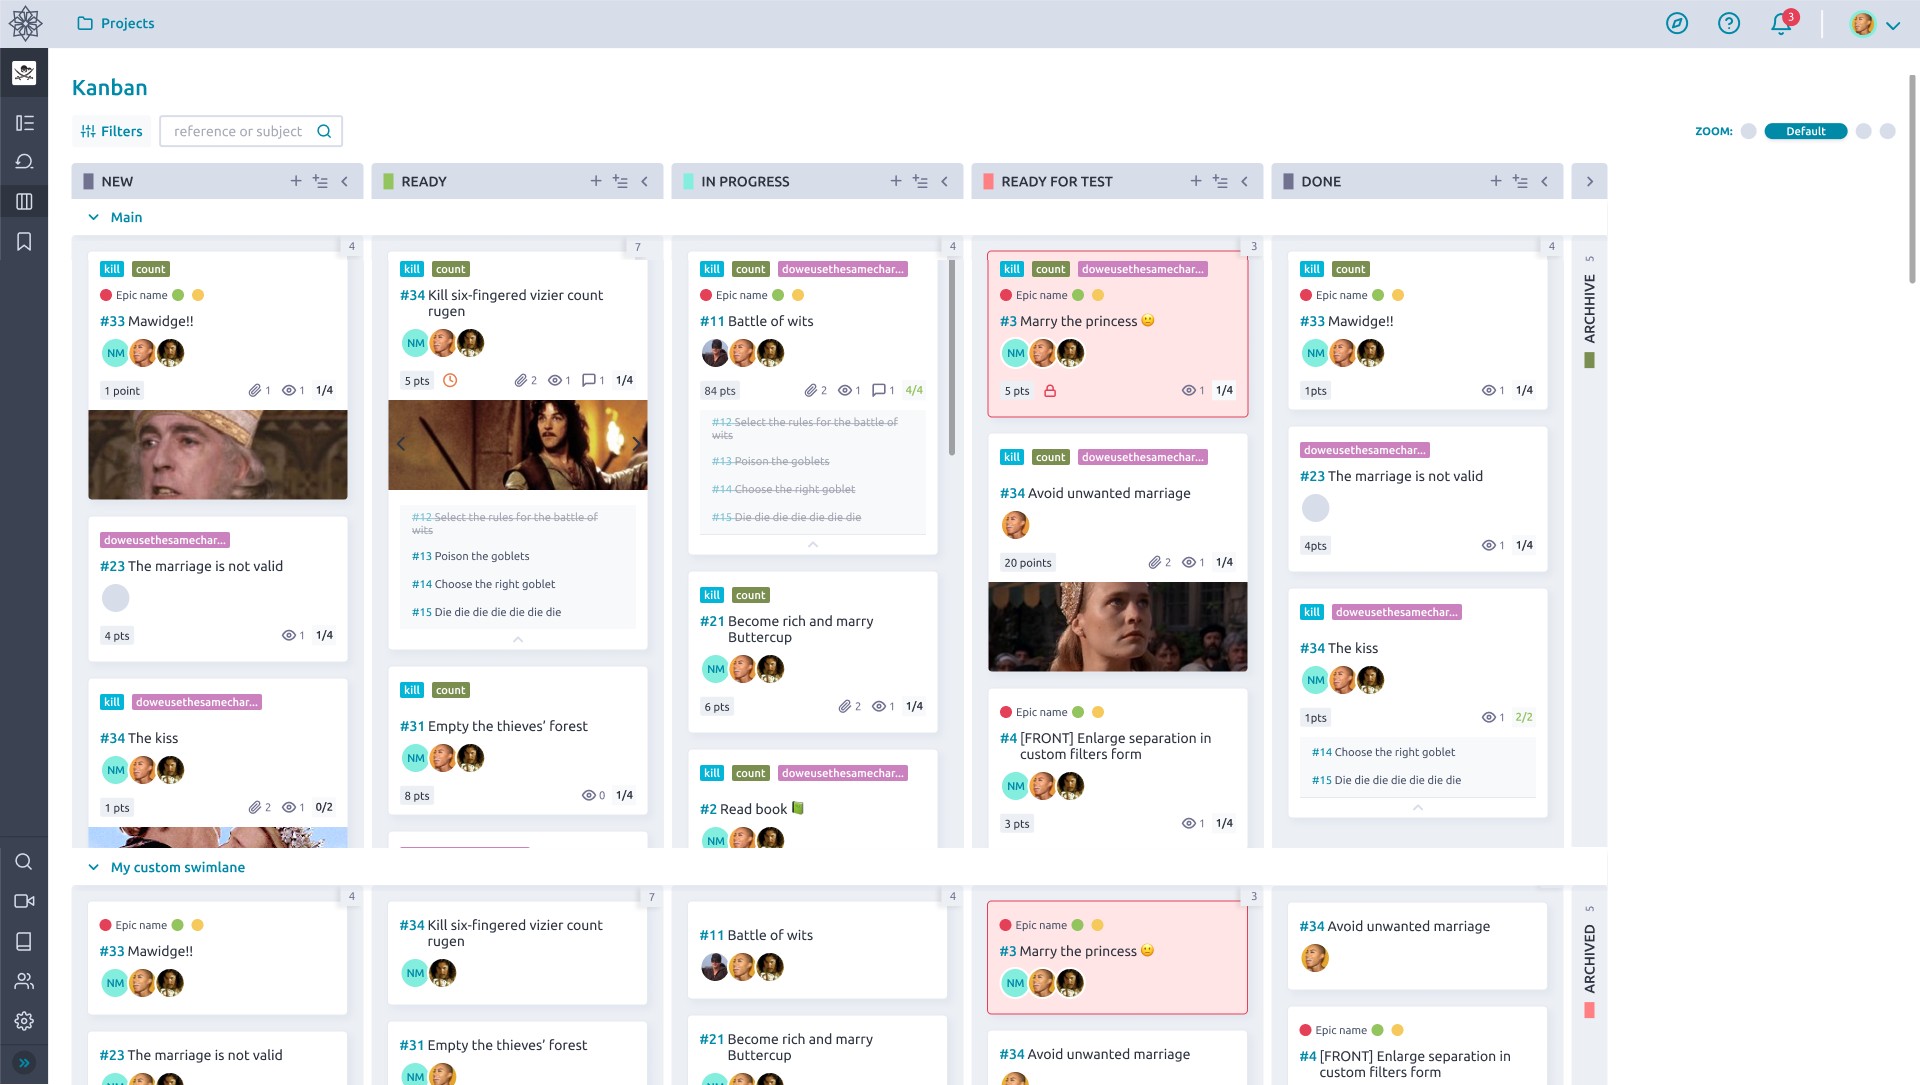 Projects
3
Kanban
Filters
reference or subject
ZOOM:
Default
NEW
READY
IN PROGRESS
READY FOR TEST
DONE
Main
4
kill count
Epic name
#33 Mawidge!!
NM
1 point
1
1
1/4
doweusethesamechar...
#23 The marriage is not valid
4 pts
1
1/4
kill doweusethesamechar...
#34 The kiss
NM
1 pts
2
1
0/2
7
kill count
#34 Kill six-fingered vizier count
rugen
NM
5 pts
2
1
1
1/4
#12 Select the rules for the battle of
wits
#13 Poison the goblets
#14 Choose the right goblet
#15 Die die die die die die die
kill count
#31 Empty the thieves’ forest
NM
8 pts
0
1/4
4
kill count doweusethesamechar...
Epic name
#11 Battle of wits
84 pts
2
1
1
4/4
#12 Select the rules for the battle of
wits
#13 Poison the goblets
#14 Choose the right goblet
#15 Die die die die die die die
kill count
#21 Become rich and marry
Buttercup
NM
6 pts
2
1
1/4
kill count doweusethesamechar...
#2 Read book
NM
3
kill count doweusethesamechar...
Epic name
#3 Marry the princess
NM
5 pts
1
1/4
kill count doweusethesamechar...
#34 Avoid unwanted marriage
20 points
2
1
1/4
Epic name
#4 [FRONT] Enlarge separation in
custom filters form
NM
3 pts
1
1/4
4
kill count
Epic name
#33 Mawidge!!
NM
1pts
1
1/4
doweusethesamechar...
#23 The marriage is not valid
4pts
1
1/4
kill doweusethesamechar...
#34 The kiss
NM
1pts
1
2/2
#14 Choose the right goblet
#15 Die die die die die die die
5
ARCHHIVE
My custom swimlane
4
Epic name
#33 Mawidge!!
NM
#23 The marriage is not valid
NM
7
#34 Kill six-fingered vizier count
rugen
NM
#31 Empty the thieves’ forest
NM
4
#11 Battle of wits
#21 Become rich and marry
Buttercup
NM
3
Epic name
#3 Marry the princess
NM
#34 Avoid unwanted marriage
#34 Avoid unwanted marriage
Epic name
#4 [FRONT] Enlarge separation in
custom filters form
5
ARCHIVED